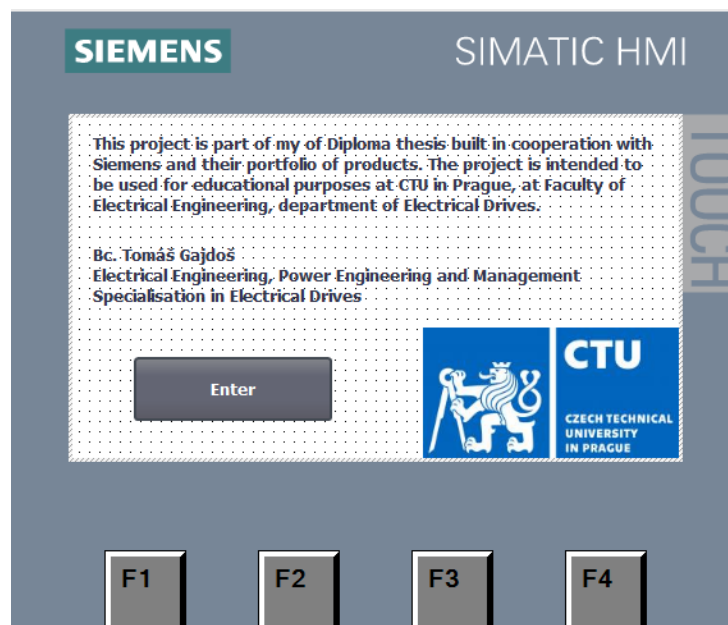 SIEMENS
SIMATIC HMI
TOUCH
This project is part of my of Diploma thesis built in cooperation with
Siemens and their portfolio of products. The project is intended to
be used for educational purposes at CTU in Prague, at Faculty of
Electrical Engineering, department of Electrical Drives.
Bc. Tomáš Gajdoš
Electrical Engineering, Power Engineering and Management
Specialisation in Electrical Drives
Enter
CTU
CZECH TECHNICAL
UNIVERSITY
IN PRAGUE
F1
F2
F3
F4